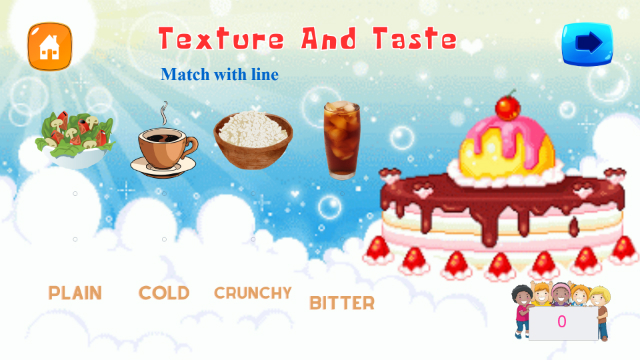 Texture And Taste
Match with line
PLAIN
COLD
CRUNCHY
BITTER
0